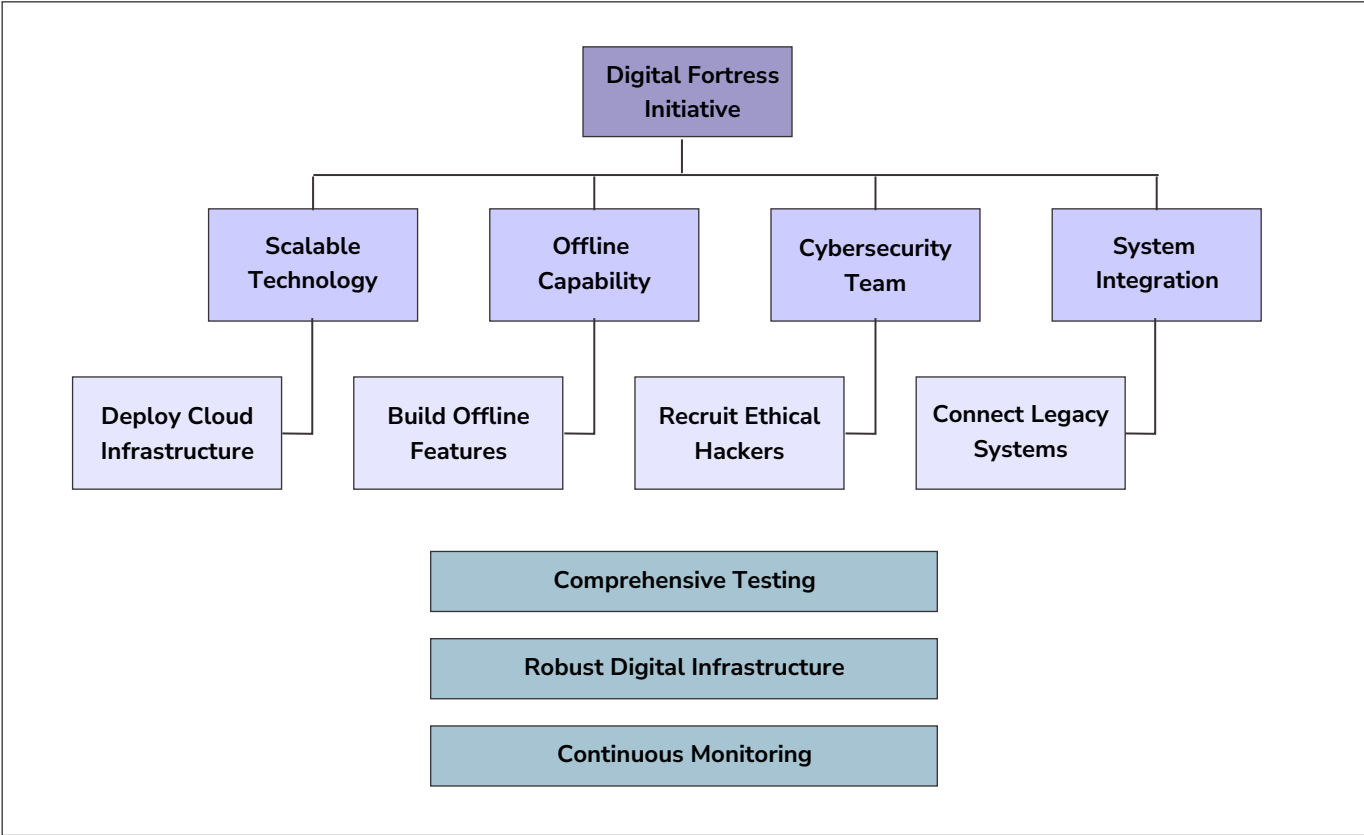 Digital Fortress
Initiative
Scalable
Technology
Offline
Capability
Cybersecurity
Team
System
Integration
Deploy Cloud
Infrastructure
Build Offline
Features
Recruit Ethical
Hackers
Connect Legacy
Systems
Comprehensive Testing
Robust Digital Infrastructure
Continuous Monitoring